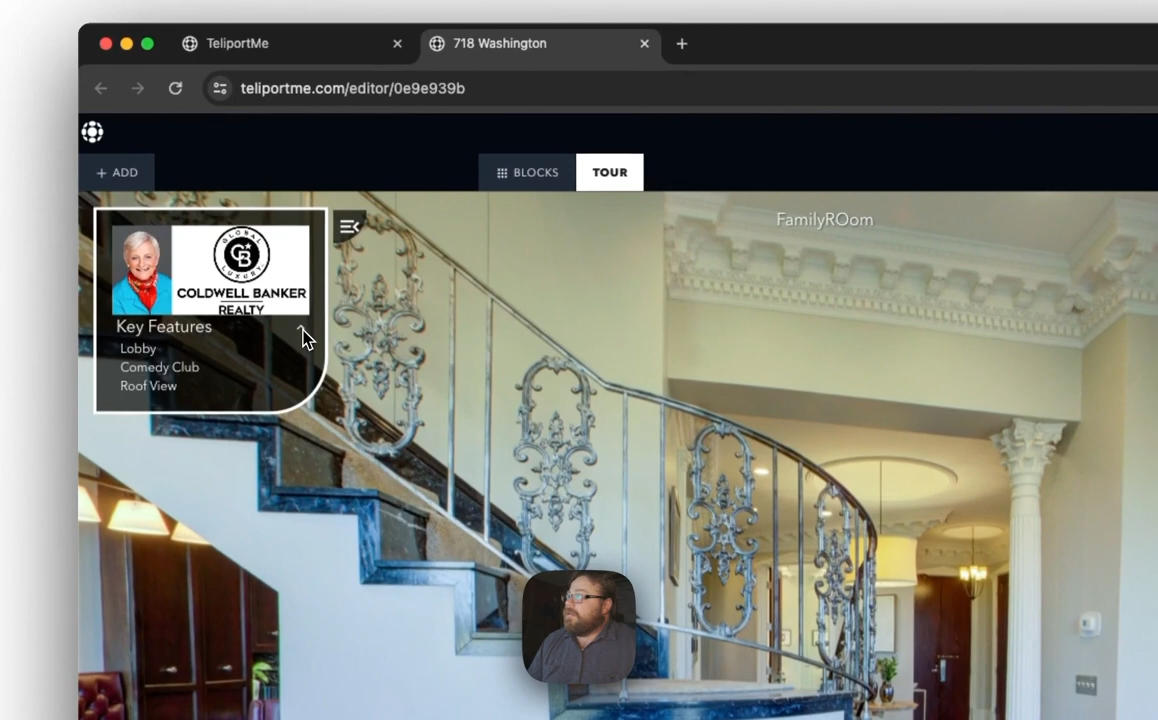 TeliportMe
718 Washington
teliportme.com/editor/0e9e939b
+ ADD
BLOCKS
TOUR
FamilyROom
GLOBAL
CB
LUXURY
COLDWELL BANKER
REALTY
Key Features
Lobby
Comedy Club
Roof View